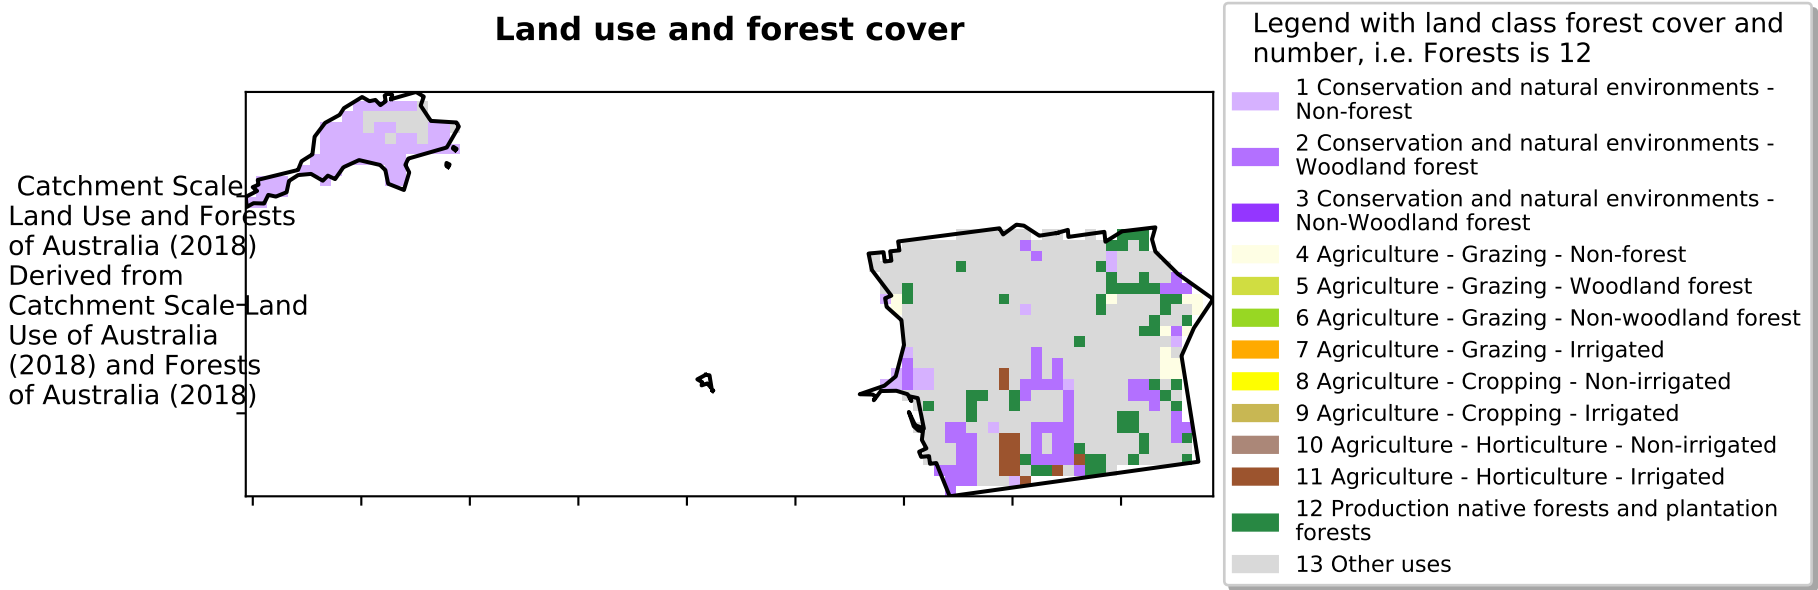 Land use and forest cover
Catchment Scale
Land Use and Forests
of Australia (2018)
Derived from
Catchment Scale Land
Use of Australia
(2018) and Forests
of Australia (2018)
Legend with land class forest cover and
number, i.e. Forests is 12
1 Conservation and natural environments -
Non-forest
2 Conservation and natural environments -
Woodland forest
3 Conservation and natural environments -
Non-Woodland forest
4 Agriculture - Grazing - Non-forest
5 Agriculture - Grazing - Woodland forest
6 Agriculture - Grazing - Non-woodland forest
7 Agriculture - Grazing - Irrigated
8 Agriculture - Cropping - Non-irrigated
9 Agriculture - Cropping - Irrigated
10 Agriculture - Horticulture - Non-irrigated
11 Agriculture - Horticulture - Irrigated
12 Production native forests and plantation
forests
13 Other uses